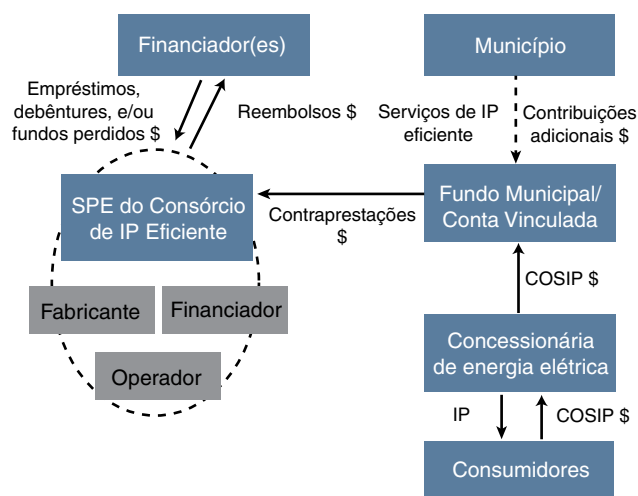 Financiador(es)
Município
Empréstimos,
debêntures, e/ou
fundos perdidos $
Reembolsos $
Serviços de IP
eficiente
Contribuições
adicionais $
SPE do Consórcio
de IP Eficiente
Contraprestações
$
Fundo Municipal/
Conta Vinculada
Fabricante
Financiador
Operador
COSIP $
Concessionária
de energia elétrica
IP
COSIP $
Consumidores